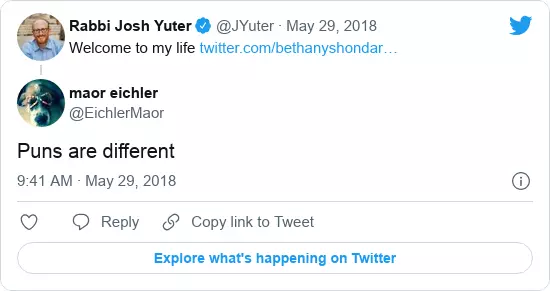 Rabbi Josh Yuter @JYuter · May 29, 2018
Welcome to my life twitter.com/bethanyshondar…
maor eichler
@EichlerMaor
Puns are different
9:41 AM · May 29, 2018
Reply Copy link to Tweet
Explore what's happening on Twitter